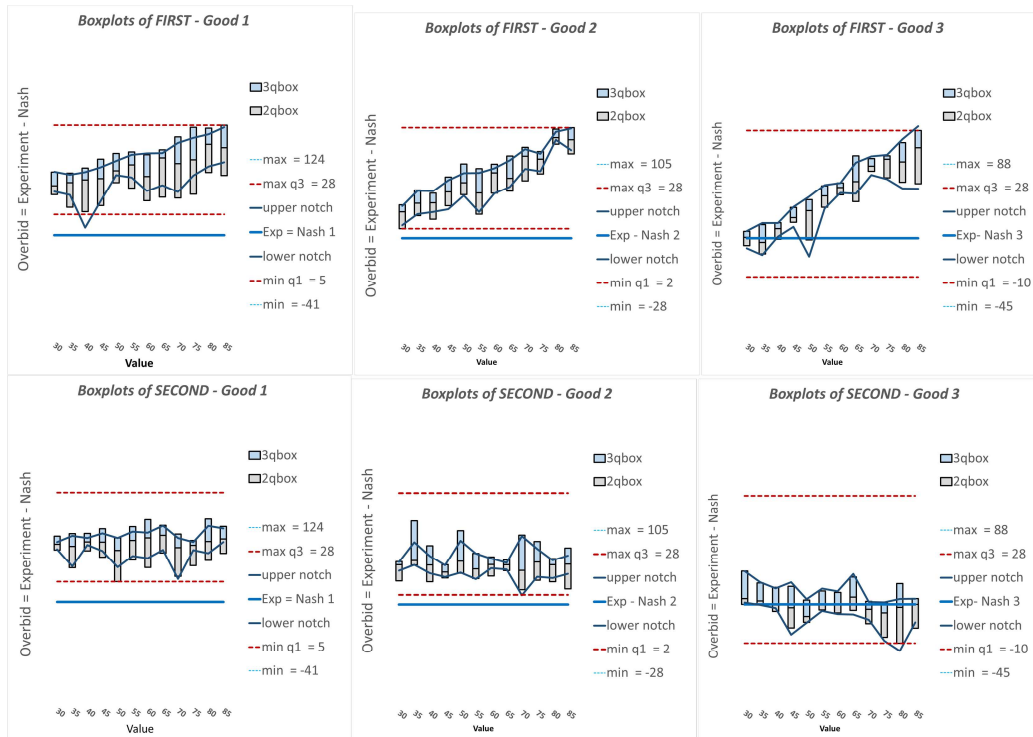 Boxplots of FIRST - Good 1
Overbid = Experiment - Nash
3qbox
2qbox
max = 124
max q3 = 28
upper notch
Exp = Nash 1
lower notch
min q1 = 5
min = -41
30 35 40 45 50 55 60 65 70 75 80 85
Value
Boxplots of FIRST - Good 2
Overbid = Experiment - Nash
3qbox
2qbox
max = 105
max q3 = 28
upper notch
Exp - Nash 2
lower notch
min q1 = 2
min = -28
30 35 40 45 50 55 60 65 70 75 80 85
Value
Boxplots of FIRST - Good 3
Overbid = Experiment - Nash
3qbox
2qbox
max = 88
max q3 = 28
upper notch
Exp- Nash 3
lower notch
min q1 = -10
min = -45
30 35 40 45 50 55 60 65 70 75 80 85
Value
Boxplots of SECOND - Good 1
Overbid = Experiment - Nash
3qbox
2qbox
max = 124
max q3 = 28
upper notch
Exp = Nash 1
lower notch
min q1 = 5
min = -41
30 35 40 45 50 55 60 65 70 75 80 85
Value
Boxplots of SECOND - Good 2
Overbid = Experiment - Nash
3qbox
2qbox
max = 105
max q3 = 28
upper notch
Exp - Nash 2
lower notch
min q1 = 2
min = -28
30 35 40 45 50 55 60 65 70 75 80 85
Value
Boxplots of SECOND - Good 3
Overbid = Experiment - Nash
3qbox
2qbox
max = 88
max q3 = 28
upper notch
Exp- Nash 3
lower notch
min q1 = -10
min = -45
30 35 40 45 50 55 60 65 70 75 80 85
Value